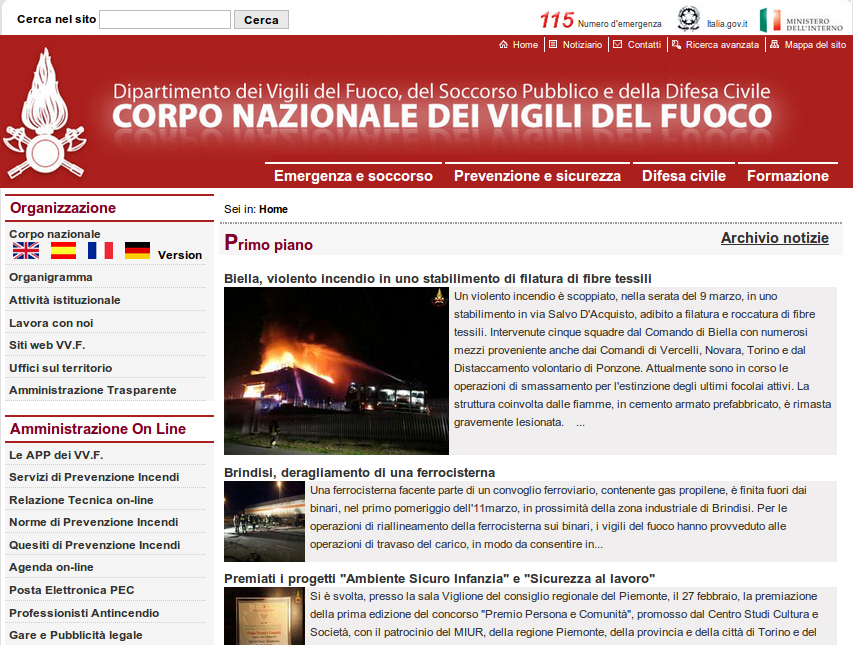 Cerca nel sito Cerca
115 Numero d'emergenza
Italia.gov.it
MINISTERO
DELL'INTERNO
Home
Notiziario
Contatti
Ricerca avanzata
Mappa del sito
Dipartimento dei Vigili del Fuoco, del Soccorso Pubblico e della Difesa Civile
CORPO NAZIONALE DEI VIGILI DEL FUOCO
Emergenza e soccorso
Prevenzione e sicurezza
Difesa civile
Formazione
Organizzazione
Corpo nazionale
Version
Organigramma
Attività istituzionale
Lavora con noi
Siti web VV.F.
Uffici sul territorio
Amministrazione Trasparente
Amministrazione On Line
Le APP dei VV.F.
Servizi di Prevenzione Incendi
Relazione Tecnica on-line
Norme di Prevenzione Incendi
Quesiti di Prevenzione Incendi
Agenda on-line
Posta Elettronica PEC
Professionisti Antincendio
Gare e Pubblicità legale
Sei in: Home
Primo piano
Archivio notizie
Biella, violento incendio in uno stabilimento di filatura di fibre tessili
Un violento incendio è scoppiato, nella serata del 9 marzo, in uno
stabilimento in via Salvo D'Acquisto, adibito a filatura e roccatura di fibre
tessili. Intervenute cinque squadre dal Comando di Biella con numerosi
mezzi proveniente anche dai Comandi di Vercelli, Novara, Torino e dal
Distaccamento volontario di Ponzone. Attualmente sono in corso le
operazioni di smassamento per l'estinzione degli ultimi focolai attivi. La
struttura coinvolta dalle fiamme, in cemento armato prefabbricato, è rimasta
gravemente lesionata. ...
Brindisi, deragliamento di una ferrocisterna
Una ferrocisterna facente parte di un convoglio ferroviario, contenente gas propilene, è finita fuori dai
binari, nel primo pomeriggio dell'11marzo, in prossimità della zona industriale di Brindisi. Per le
operazioni di riallineamento della ferrocisterna sui binari, i vigili del fuoco hanno provveduto alle
operazioni di travaso del carico, in modo da consentire in...
Premiati i progetti "Ambiente Sicuro Infanzia" e "Sicurezza al lavoro"
Si è svolta, presso la sala Viglione del consiglio regionale del Piemonte, il 27 febbraio, la premiazione
della prima edizione del concorso "Premio Persona e Comunità", promosso dal Centro Studi Cultura e
Società, con il patrocinio del MIUR, della regione Piemonte, della provincia e della città di Torino e del